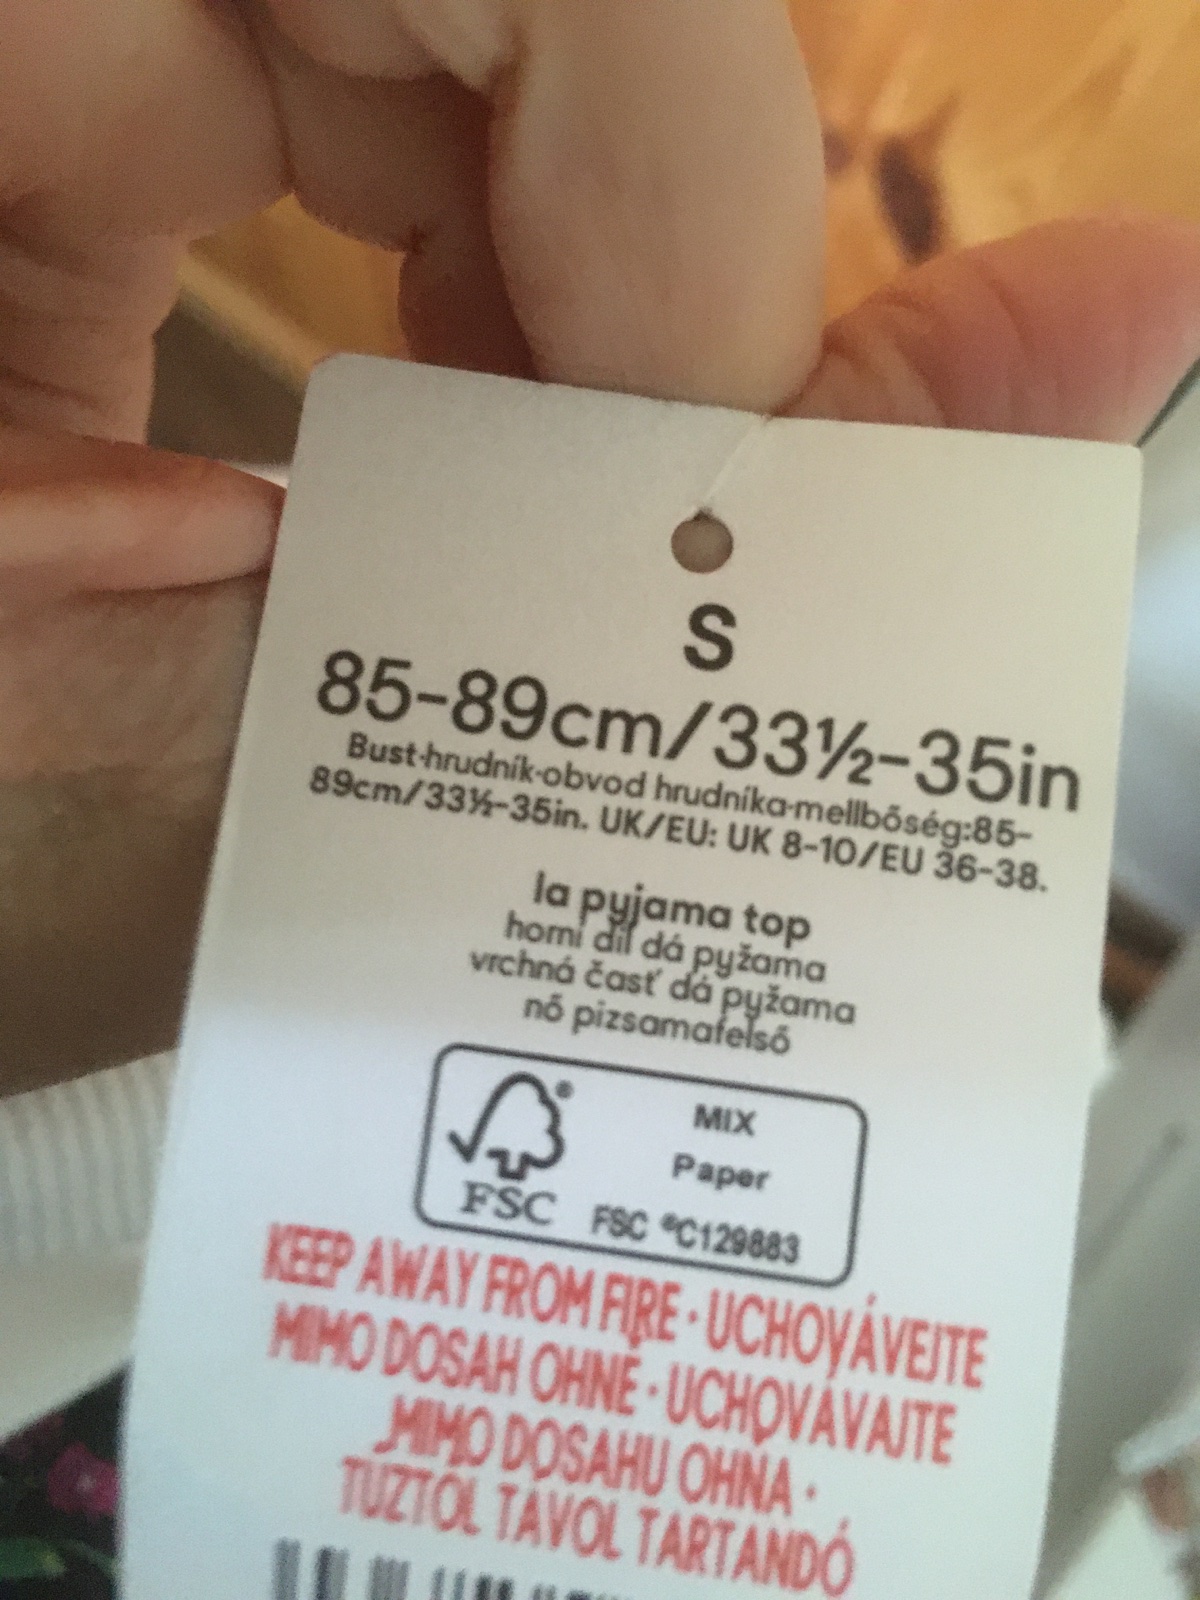 S
85-89cm/33½-35in
Bust·hrudník·obvod hrudníka·mellbőség:85-
89cm/33½-35in. UK/EU: UK 8-10/EU 36-38.
la pyjama top
horní díl dá pyžama
vrchná časť dá pyžama
nő pizsamafelső
®
MIX
Paper
FSC
FSC ®C129883
KEEP AWAY FROM FIRE · UCHOVÁVEJTE
MIMO DOSAH OHNĚ · UCHOVÁVAJTE
MIMO DOSAHU OHŇA ·
TŰZTŐL TÁVOL TARTANDÓ